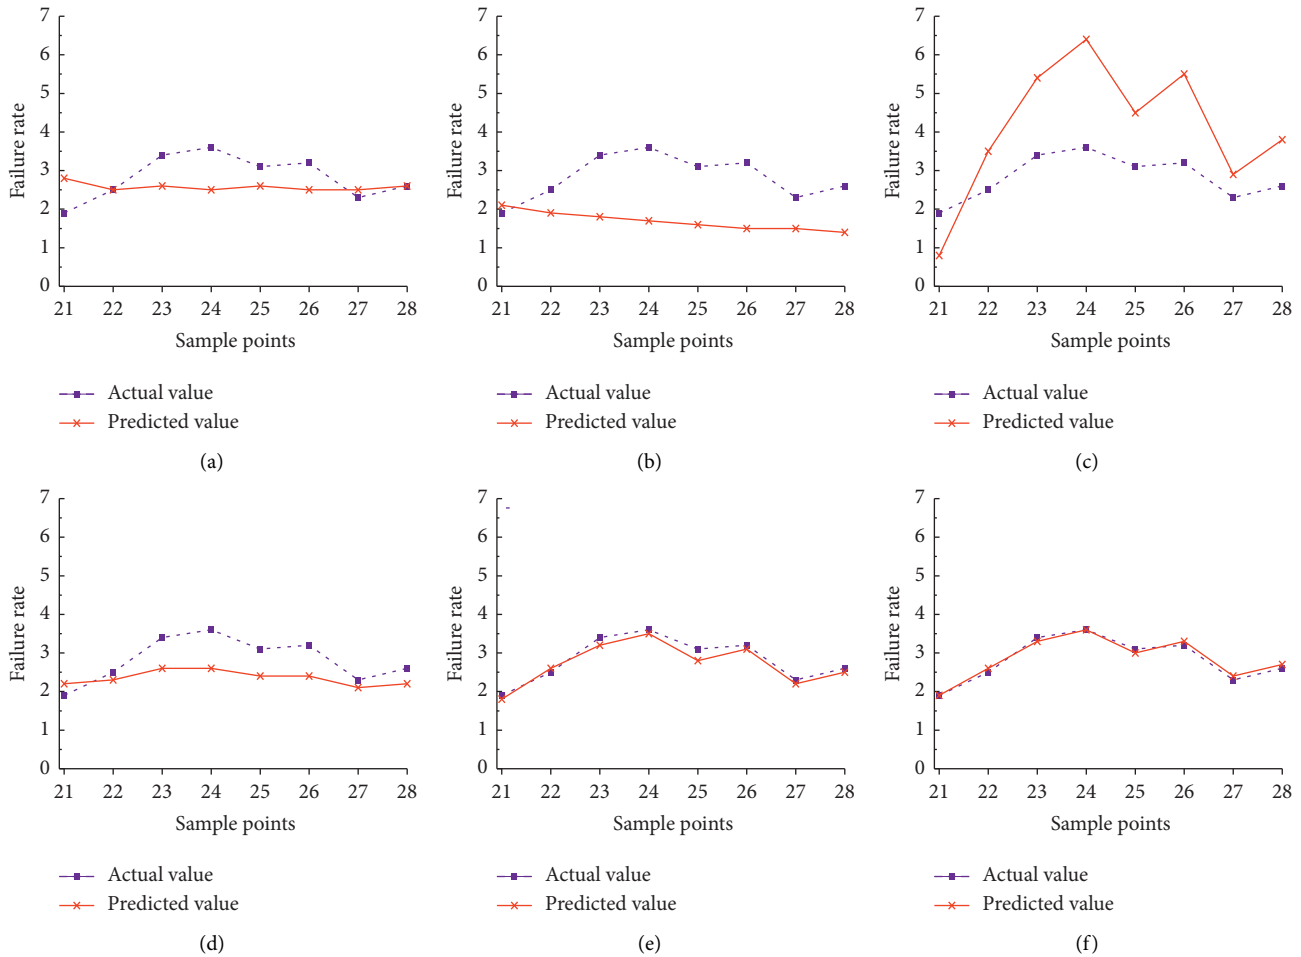 7
6
5
4
3
2
1
0
Failure rate
21 22 23 24 25 26 27 28
Sample points
Actual value
Predicted value
(a)
7
6
5
4
3
2
1
0
Failure rate
21 22 23 24 25 26 27 28
Sample points
Actual value
Predicted value
(b)
7
6
5
4
3
2
1
0
Failure rate
21 22 23 24 25 26 27 28
Sample points
Actual value
Predicted value
(c)
7
6
5
4
3
2
1
0
Failure rate
21 22 23 24 25 26 27 28
Sample points
Actual value
Predicted value
(d)
7
6
5
4
3
2
1
0
Failure rate
21 22 23 24 25 26 27 28
Sample points
Actual value
Predicted value
(e)
7
6
5
4
3
2
1
0
Failure rate
21 22 23 24 25 26 27 28
Sample points
Actual value
Predicted value
(f)